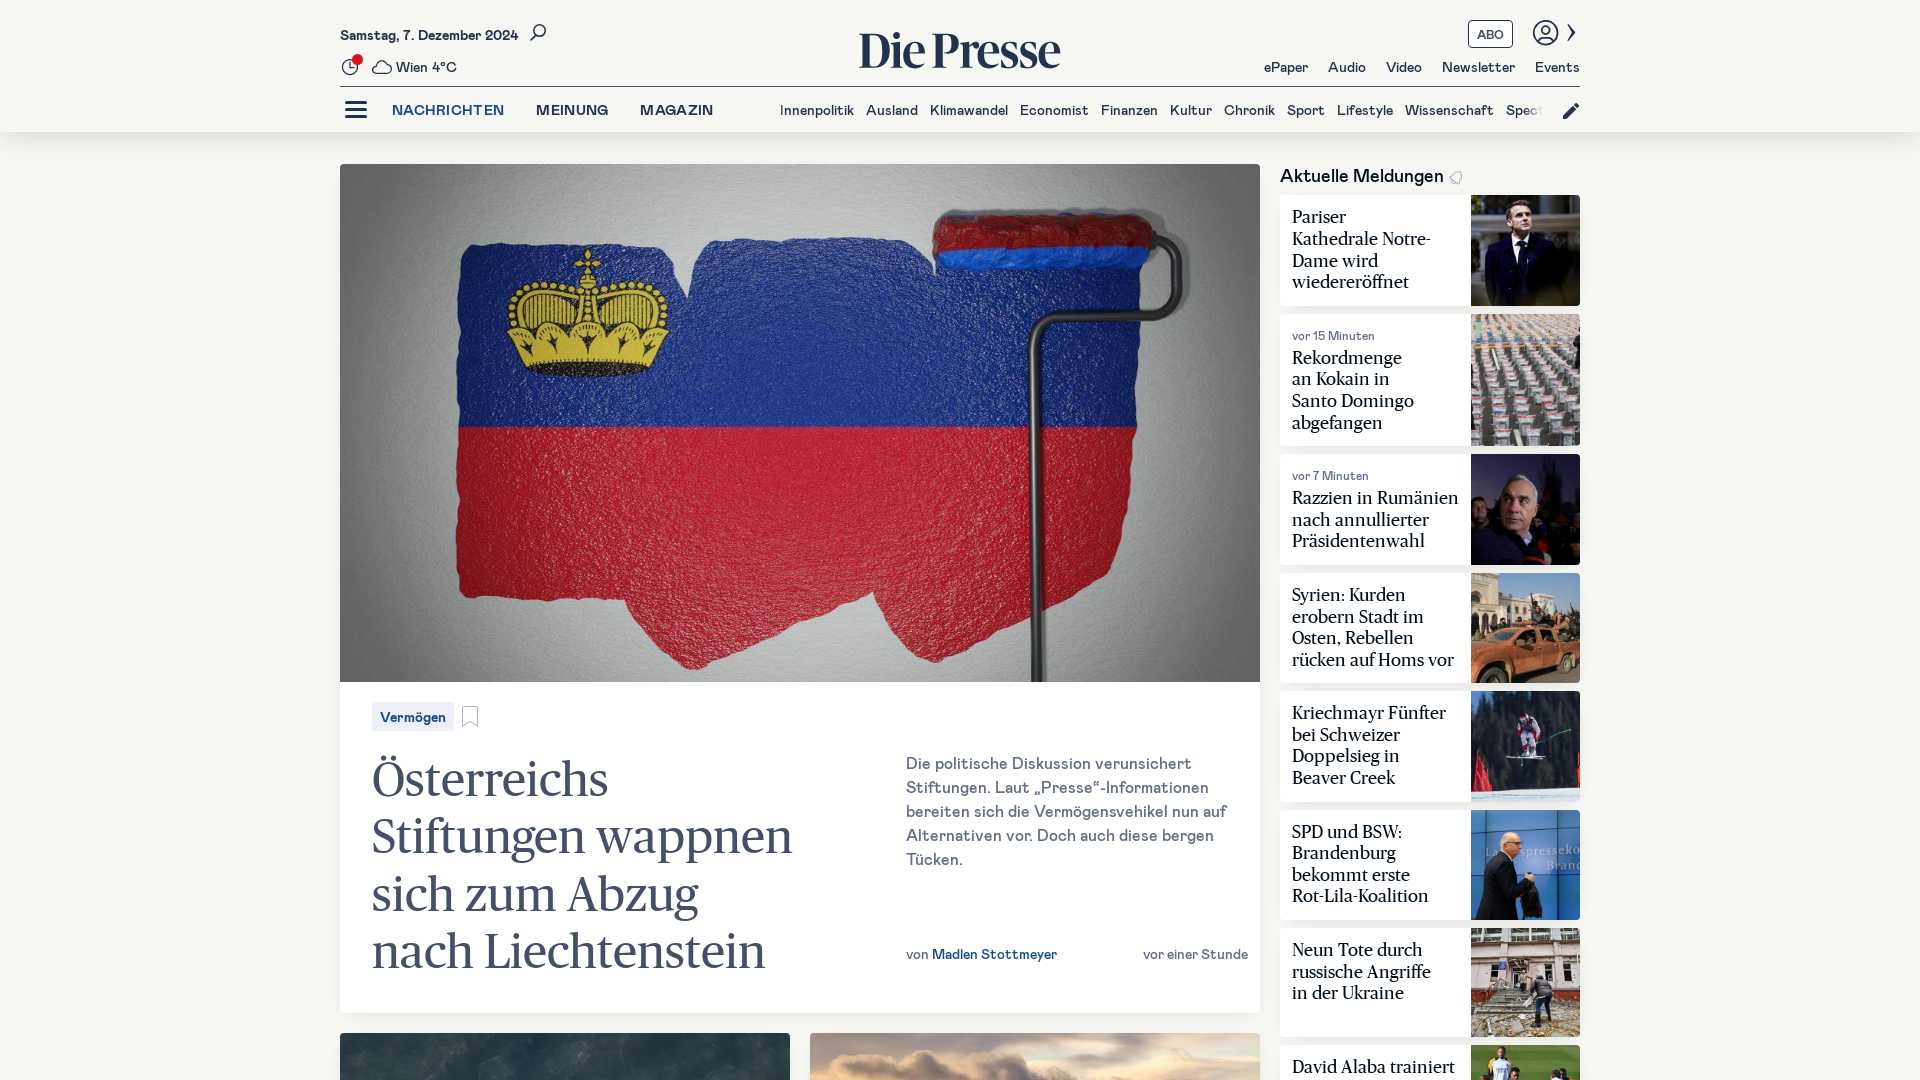 Samstag, 7. Dezember 2024
Wien 4°C
Die Presse
ABO
ePaper Audio Video Newsletter Events
NACHRICHTEN MEINUNG MAGAZIN
Innenpolitik Ausland Klimawandel Economist Finanzen Kultur Chronik Sport Lifestyle Wissenschaft Spect
Vermögen
Österreichs
Stiftungen wappnen
sich zum Abzug
nach Liechtenstein
Die politische Diskussion verunsichert
Stiftungen. Laut „Presse“-Informationen
bereiten sich die Vermögensvehikel nun auf
Alternativen vor. Doch auch diese bergen
Tücken.
von Madlen Stottmeyer
vor einer Stunde
Aktuelle Meldungen
Pariser
Kathedrale Notre-
Dame wird
wiedereröffnet
vor 15 Minuten
Rekordmenge
an Kokain in
Santo Domingo
abgefangen
vor 7 Minuten
Razzien in Rumänien
nach annullierter
Präsidentenwahl
Syrien: Kurden
erobern Stadt im
Osten, Rebellen
rücken auf Homs vor
Kriechmayr Fünfter
bei Schweizer
Doppelsieg in
Beaver Creek
SPD und BSW:
Brandenburg
bekommt erste
Rot-Lila-Koalition
Neun Tote durch
russische Angriffe
in der Ukraine
David Alaba trainiert